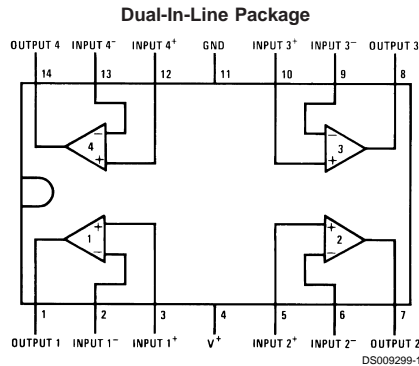 Dual-In-Line Package
OUTPUT 4 INPUT 4⁻ INPUT 4⁺ GND INPUT 3⁺ INPUT 3⁻ OUTPUT 3
14 13 12 11 10 9 8
− −
4 3
+ +
+ +
1 2
− −
1 2 3 4 5 6 7
OUTPUT 1 INPUT 1⁻ INPUT 1⁺ V⁺ INPUT 2⁺ INPUT 2⁻ OUTPUT 2
DS009299-1